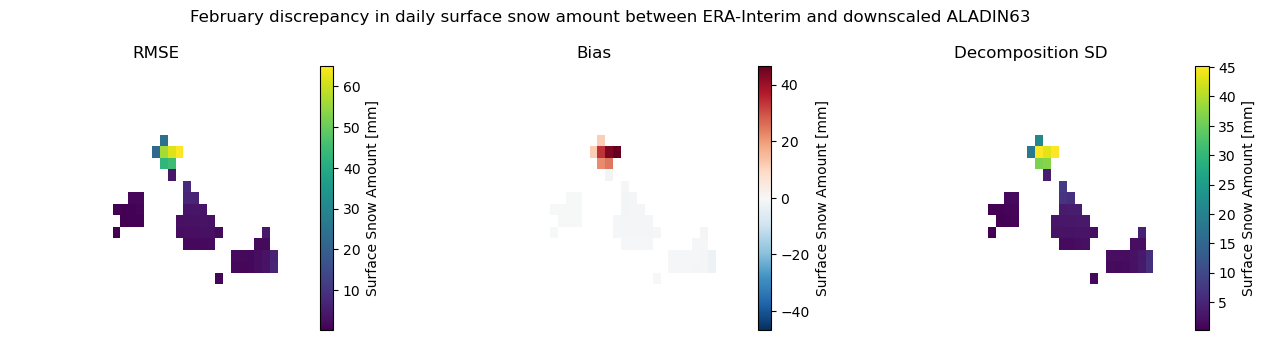 February discrepancy in daily surface snow amount between ERA-Interim and downscaled ALADIN63
RMSE
60
50
40
30
20
10
Surface Snow Amount [mm]
Bias
40
20
0
−20
−40
Surface Snow Amount [mm]
Decomposition SD
45
40
35
30
25
20
15
10
5
Surface Snow Amount [mm]